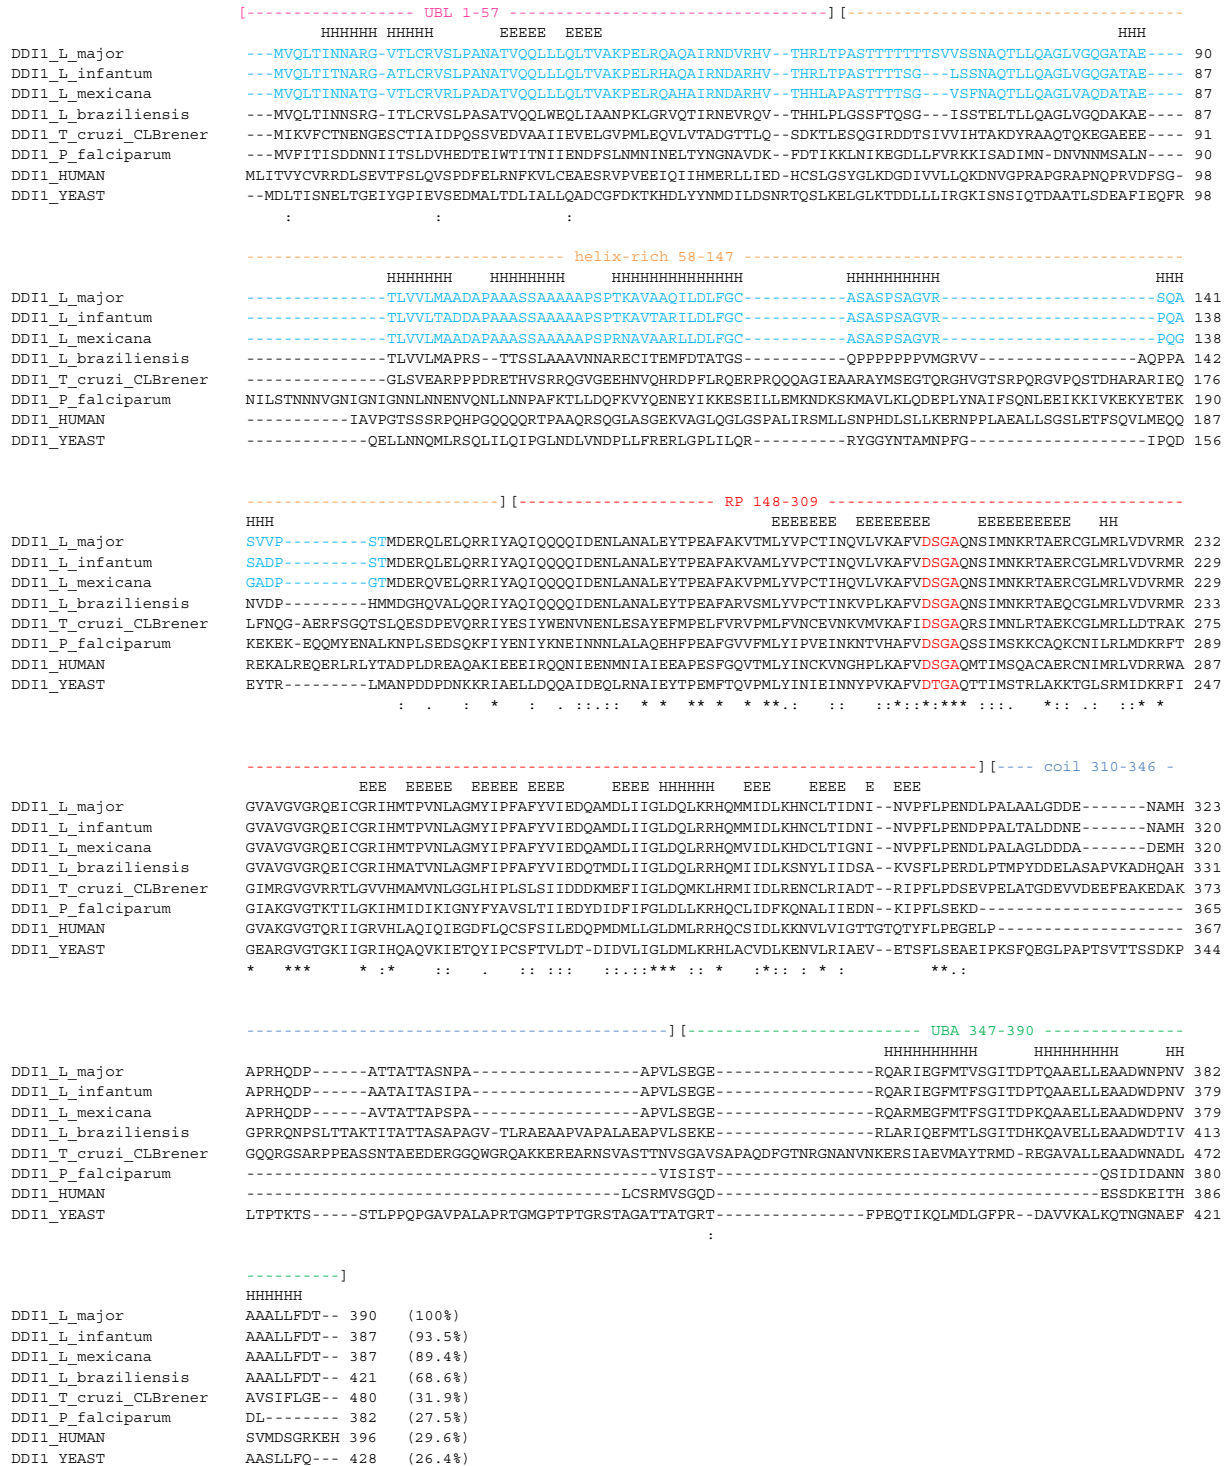 [------------------ UBL 1-57 ----------------------------------][------------------------------------
        HHHHHH HHHHH       EEEEE  EEEE                                                       HHH
DDI1_L_major ---MVQLTINNARG-VTLCRVSLPANATVQQLLLQLTVAKPELRQAQAIRNDVRHV-THRLTPASTTTTTTTSVVSSNAQTLLQAGLVGQGATAE---- 90
DDI1_L_infantum ---MVQLTITNARG-ATLCRVSLPANATVQQLLLQLTVAKPELRHAQAIRNDARHV-THRLTPASTTTTTSG---LSSNAQTLLQAGLVGQDATAE---- 87
DDI1_L_mexicana ---MVQLTINNATG-VTLCRVRLPADATVQQLLLQLTVAKPELRQAHAIRNDARHV-THHLAPASTTTTTSG---VSFNAQTLLQAGLVAQDATAE---- 87
DDI1_L_braziliensis ---MVQLTINNSRG-ITLCRVSLPASATVQQLWEQLIAANPKLGRVQTIRNEVRQV-THHLPLGSSFTQSG---ISSTELTLLQAGLVGQDAKAE---- 87
DDI1_T_cruzi_CLBrener ---MIKVFCTNENGESCTIAIDPQSSVEDVAAIIEVELGVPMLEQVLVTADGTTLQ--SDKTLESQGIRDDTSIVVIHTAKDYRAAQTQKEGAEEE---- 91
DDI1_P_falciparum ---MVFITISDDNNIITSLDVHEDTEIWTITNIIENDFSLNMNINELTYNGNAVDK--FDTIKKLNIKEGDLLFVRKKISADIMN-DNVNNMSALN---- 90
DDI1_HUMAN MLITVYCVRRDLSEVTFSLQVSPDFELRNFKVLCEAESRVPVEEIQIIHMERLLIED-HCSLGSYGLKDGDIVVLLQKDNVGPRAPGRAPNQPRVDFSG- 98
DDI1_YEAST --MDLTISNELTGEIYGPIEVSEDMALTDLIALLQADCGFDKTKHDLYYNMDILDSNRTQSLKELGLKTDDLLLIRGKISNSIQTDAATLSDEAFIEQFR 98
    :               :             :
---------------------------------- helix-rich 58-147 -----------------------------------------------
HHHHHHH    HHHHHHHH     HHHHHHHHHHHHHH           HHHHHHHHHH                       HHH
DDI1_L_major ---------------TLVVLMAADAPAAASSAAAAAPSPTKAVAAQILDLFGC-----------ASASPSAGVR-----------------------SQA 141
DDI1_L_infantum ---------------TLVVLTADDAPAAASSAAAAAPSPTKAVTARILDLFGC-----------ASASPSAGVR-----------------------PQA 138
DDI1_L_mexicana ---------------TLVVLMAADAPAAASSAAAAAPSPRNAVAARLLDLFGC-----------ASASPSAGVR-----------------------PQG 138
DDI1_L_braziliensis ---------------TLVVLMAPRS--TTSSLAAAVNNARECITEMFDTATGS-----------QPPPPPPPVMGRVV-----------------AQPPA 142
DDI1_T_cruzi_CLBrener ---------------GLSVEARPPPDRETHVSRRQGVGEEHNVQHRDPFLRQERPRQQQAGIEAARAYMSEGTQRGHVGTSRPQRGVPQSTDHARARIEQ 176
DDI1_P_falciparum NILSTNNNVGNIGNIGNNLNNENVQNLLNNPAFKTLLDQFKVYQENEYIKKESEILLEMKNDKSKMAVLKLQDEPLYNAIFSQNLEEIKKIVKEKYETEK 190
DDI1_HUMAN -----------IAVPGTSSSRPQHPGQQQQRTPAAQRSQGLASGEKVAGLQGLGSPALIRSMLLSNPHDLSLLKERNPPLAEALLSGSLETFSQVLMEQQ 187
DDI1_YEAST -------------QELLNNQMLRSQLILQIPGLNDLVNDPLLFRERLGPLILQR----------RYGGYNTAMNPFG-------------------IPQD 156
---------------------------][--------------------- RP 148-309 --------------------------------------
HHH                                                     EEEEEEE  EEEEEEEE     EEEEEEEEEE   HH
DDI1_L_major SVVP---------STMDERQLELQRRIYAQIQQQQIDENLANALEYTPEAFAKVTMLYVPCTINQVLVKAFVDSGAQNSIMNKRTAERCGLMRLVDVRMR 232
DDI1_L_infantum SADP---------STMDERQLELQRRIYAQIQQQQIDENLANALEYTPEAFAKVAMLYVPCTINQVLVKAFVDSGAQNSIMNKRTAERCGLMRLVDVRMR 229
DDI1_L_mexicana GADP---------GTMDERQVELQRRIYAQIQQQQIDENLANALEYTPEAFAKVPMLYVPCTIHQVLVKAFVDSGAQNSIMNKRTAERCGLMRLVDVRMR 229
DDI1_L_braziliensis NVDP---------HMMDGHQVALQQRIYAQIQQQQIDENLANALEYTPEAFARVSMLYVPCTINKVPLKAFVDSGAQNSIMNKRTAEQCGLMRLVDVRMR 233
DDI1_T_cruzi_CLBrener LFNQG-AERFSGQTSLQESDPEVQRRIYESIYWENVNENLESAYEFMPELFVRVPMLFVNCEVNKVMVKAFIDSGAQRSIMNLRTAEKCGLMRLLDTRAK 275
DDI1_P_falciparum KEKEK-EQQMYENALKNPLSEDSQKFIYENIYKNEINNNLALAQEHFPEAFGVVFMLYIPVEINKNTVHAFVDSGAQSSIMSKKCAQKCNILRLMDKRFT 289
DDI1_HUMAN REKALREQERLRLYTADPLDREAQAKIEEEIRQQNIEENMNIAIEEAPESFGQVTMLYINCKVNGHPLKAFVDSGAQMTIMSQACAERCNIMRLVDRRWA 287
DDI1_YEAST EYTR---------LMANPDDPDNKKRIAELLDQQAIDEQLRNAIEYTPEMFTQVPMLYINIEINNYPVKAFVDTGAQTTIMSTRLAKKTGLSRMIDKRFI 247
:  .   :  *   :  . ::.::  * *  ** *  * **.:   ::   ::*::*:*** :::.   *:: .:  ::* *
------------------------------------------------------------------------------][---- coil 310-346 -
EEE  EEEEE  EEEEE EEEE     EEEE HHHHHH   EEE    EEEE  E  EEE
DDI1_L_major GVAVGVGRQEICGRIHMTPVNLAGMYIPFAFYVIEDQAMDLIIGLDQLKRHQMMIDLKHNCLTIDNI--NVPFLPENDLPALAALGDDE-------NAMH 323
DDI1_L_infantum GVAVGVGRQEICGRIHMTPVNLAGMYIPFAFYVIEDQAMDLIIGLDQLRRHQMMIDLKHNCLTIDNI--NVPFLPENDPPALTALDDNE-------NAMH 320
DDI1_L_mexicana GVAVGVGRQEICGRIHMTPVNLAGMYIPFAFYVIEDQAMDLIIGLDQLRRHQMVIDLKHDCLTIGNI--NVPFLPENDLPALAGLDDDA-------DEMH 320
DDI1_L_braziliensis GVAVGVGRQEICGRIHMATVNLAGMFIPFAFYVIEDQTMDLIIGLDQLRRHQMIIDLKSNYLIIDSA--KVSFLPERDLPTMPYDDELASAPVKADHQAH 331
DDI1_T_cruzi_CLBrener GIMRGVGVRRTLGVVHMAMVNLGGLHIPLSLSIIDDDKMEFIIGLDQMKLHRMIIDLRENCLRIADT--RIPFLPDSEVPELATGDEVVDEEFEAKEDAK 373
DDI1_P_falciparum GIAKGVGTKTILGKIHMIDIKIGNYFYAVSLTIIEDYDIDFIFGLDLLKRHQCLIDFKQNALIIEDN--KIPFLSEKD---------------------- 365
DDI1_HUMAN GVAKGVGTQRIIGRVHLAQIQIEGDFLQCSFSILEDQPMDMLLGLDMLRRHQCSIDLKKNVLVIGTTGTQTYFLPEGELP-------------------- 367
DDI1_YEAST GEARGVGTGKIIGRIHQAQVKIETQYIPCSFTVLDT-DIDVLIGLDMLKRHLACVDLKENVLRIAEV--ETSFLSEAEIPKSFQEGLPAPTSVTTSSDKP 344
*   ***     * :*    ::   .   :: :::   ::.::*** :: *   :*:: : * :         **.:
---------------------------------------------][------------------------- UBA 347-390 ---------------
HHHHHHHHHH      HHHHHHHHH     HH
DDI1_L_major APRHQDP------ATTATTASNPA------------------APVLSEGE-----------------RQARIEGFMTVSGITDPTQAAELLEAADWNPNV 382
DDI1_L_infantum APRHQDP------AATAITASIPA------------------APVLSEGE-----------------RQARIEGFMTFSGITDPTQAAELLEAADWDPNV 379
DDI1_L_mexicana APRHQDP------AVTATTAPSPA------------------APVLSEGE-----------------RQARMEGFMTFSGITDPKQAAELLEAADWDPNV 379
DDI1_L_braziliensis GPRRQNPSLTTAKTITATTASAPAGV-TLRAEAAPVAPALAEAPVLSEKE-----------------RLARIQEFMTLSGITDHKQAVELLEAADWDTIV 413
DDI1_T_cruzi_CLBrener GQQRGSARPPEASSNTAEEDERGGQWGRQAKKEREARNSVASTTNVSGAVSAPAQDFGTNRGNANVNKERSIAEVMAYTRMD-REGAVALLEAADWNADL 472
DDI1_P_falciparum --------------------------------------------VISIST-----------------------------------------QSIDIDANN 380
DDI1_HUMAN ----------------------------------------LCSRMVSGQD-----------------------------------------ESSDKEITH 386
DDI1_YEAST LTPTKTS-----STLPPQPGAVPALAPRTGMGPTPTGRSTAGATTATGRT----------------FPEQTIKQLMDLGFPR--DAVVKALKQTNGNAEF 421
:
----------]
HHHHHH
DDI1_L_major AAALLFDT-- 390 (100%)
DDI1_L_infantum AAALLFDT-- 387 (93.5%)
DDI1_L_mexicana AAALLFDT-- 387 (89.4%)
DDI1_L_braziliensis AAALLFDT-- 421 (68.6%)
DDI1_T_cruzi_CLBrener AVSIFLGE-- 480 (31.9%)
DDI1_P_falciparum DL-------- 382 (27.5%)
DDI1_HUMAN SVMDSGRKEH 396 (29.6%)
DDI1 YEAST AASLLFQ--- 428 (26.4%)